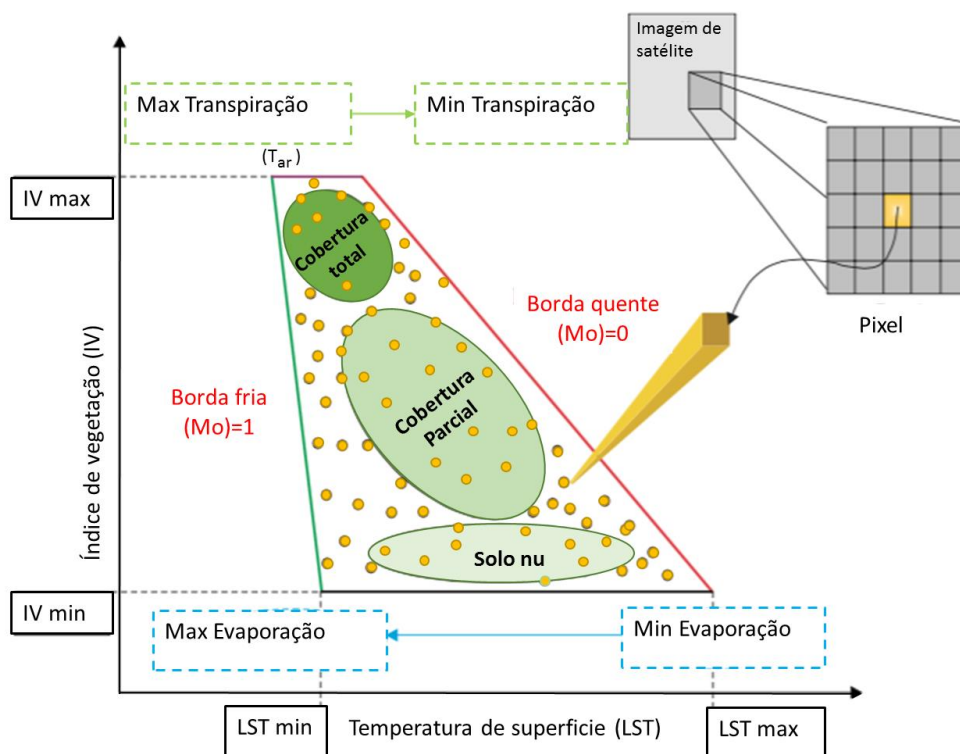 Imagem de
satélite
Max Transpiração
Min Transpiração
(Tar)
IV max
Cobertura
total
Borda quente
(Mo)=0
Pixel
Borda fria
(Mo)=1
Cobertura
Parcial
Índice de vegetação (IV)
Solo nu
IV min
Max Evaporação
Min Evaporação
LST min
Temperatura de superficie (LST)
LST max